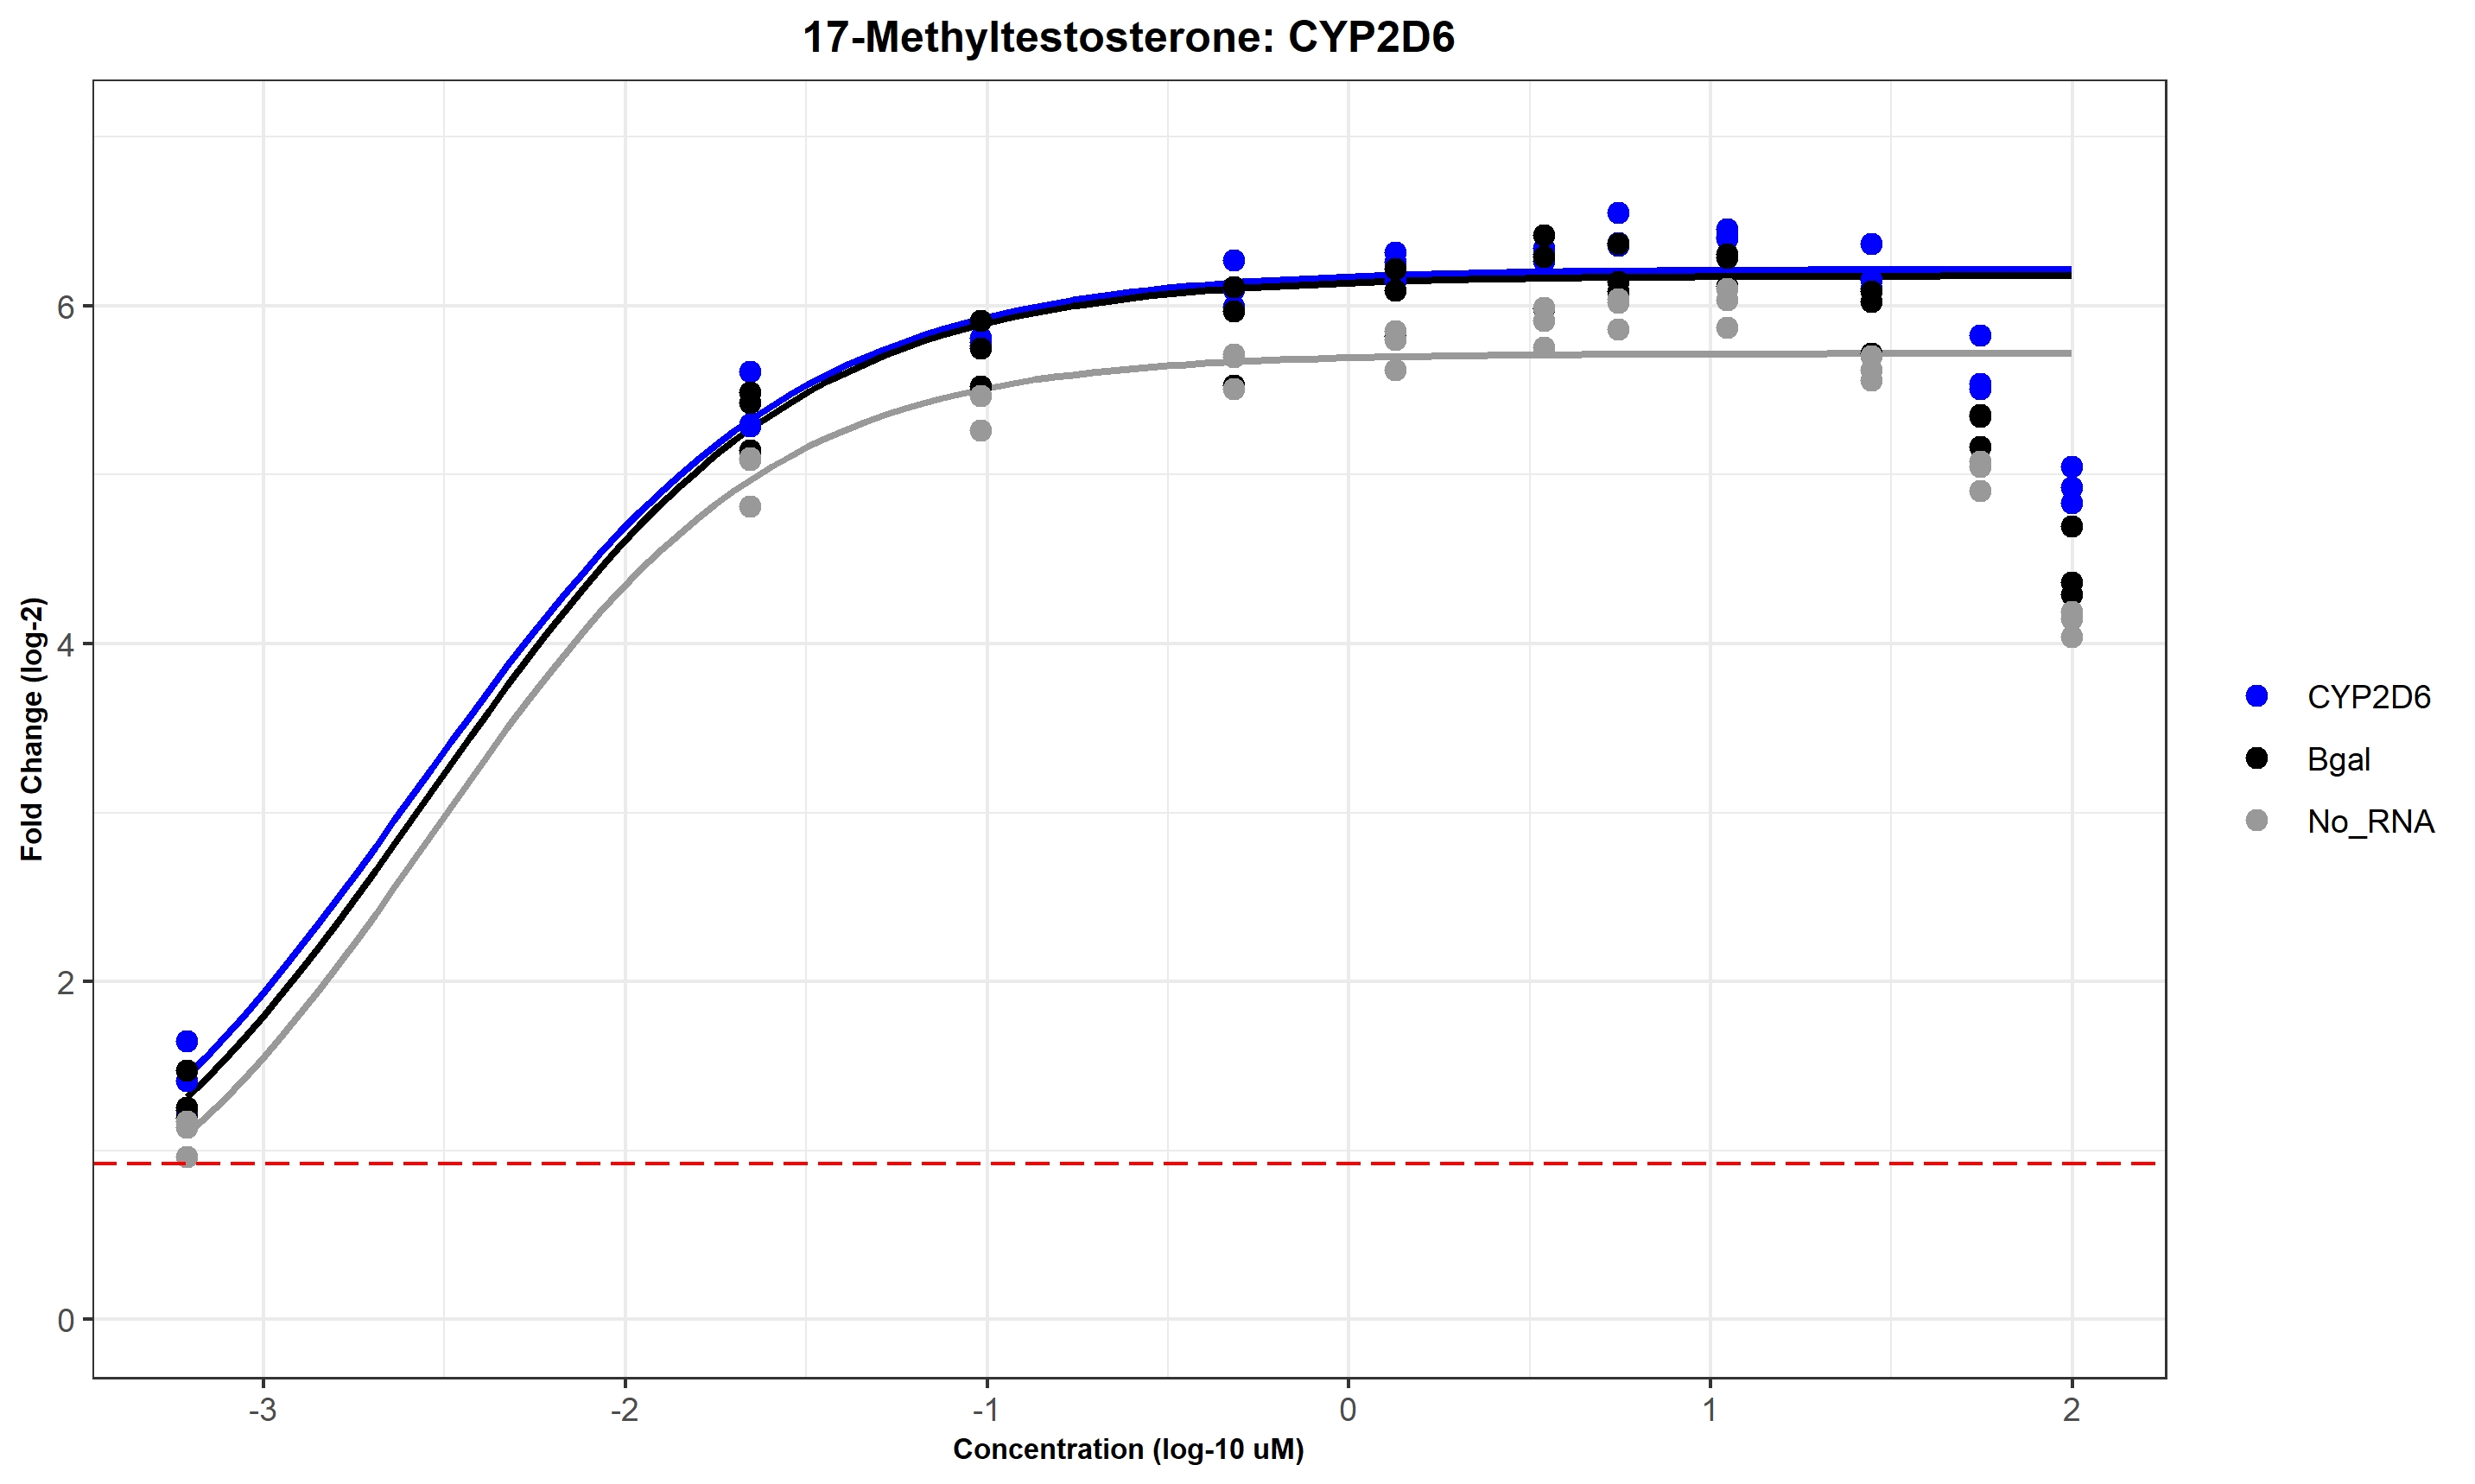 17-Methyltestosterone: CYP2D6
Fold Change (log-2)
6
4
2
0
-3 -2 -1 0 1 2
Concentration (log-10 uM)
CYP2D6
Bgal
No_RNA